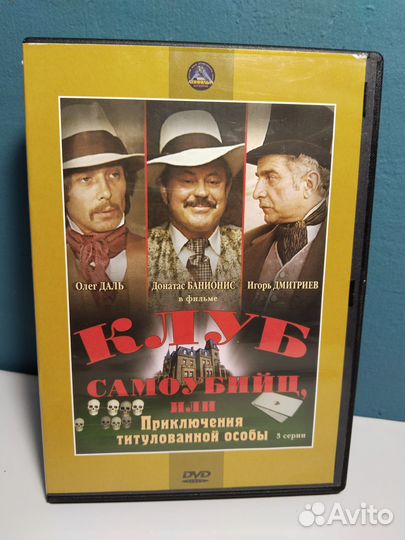 Олег ДАЛЬ
Донатас БАНИОНИС
Игорь ДМИТРИЕВ
в фильме
КЛУБ
САМОУБИЙЦ,
ИЛИ
Приключения
титулованной особы
3 серии
DVD
Avito